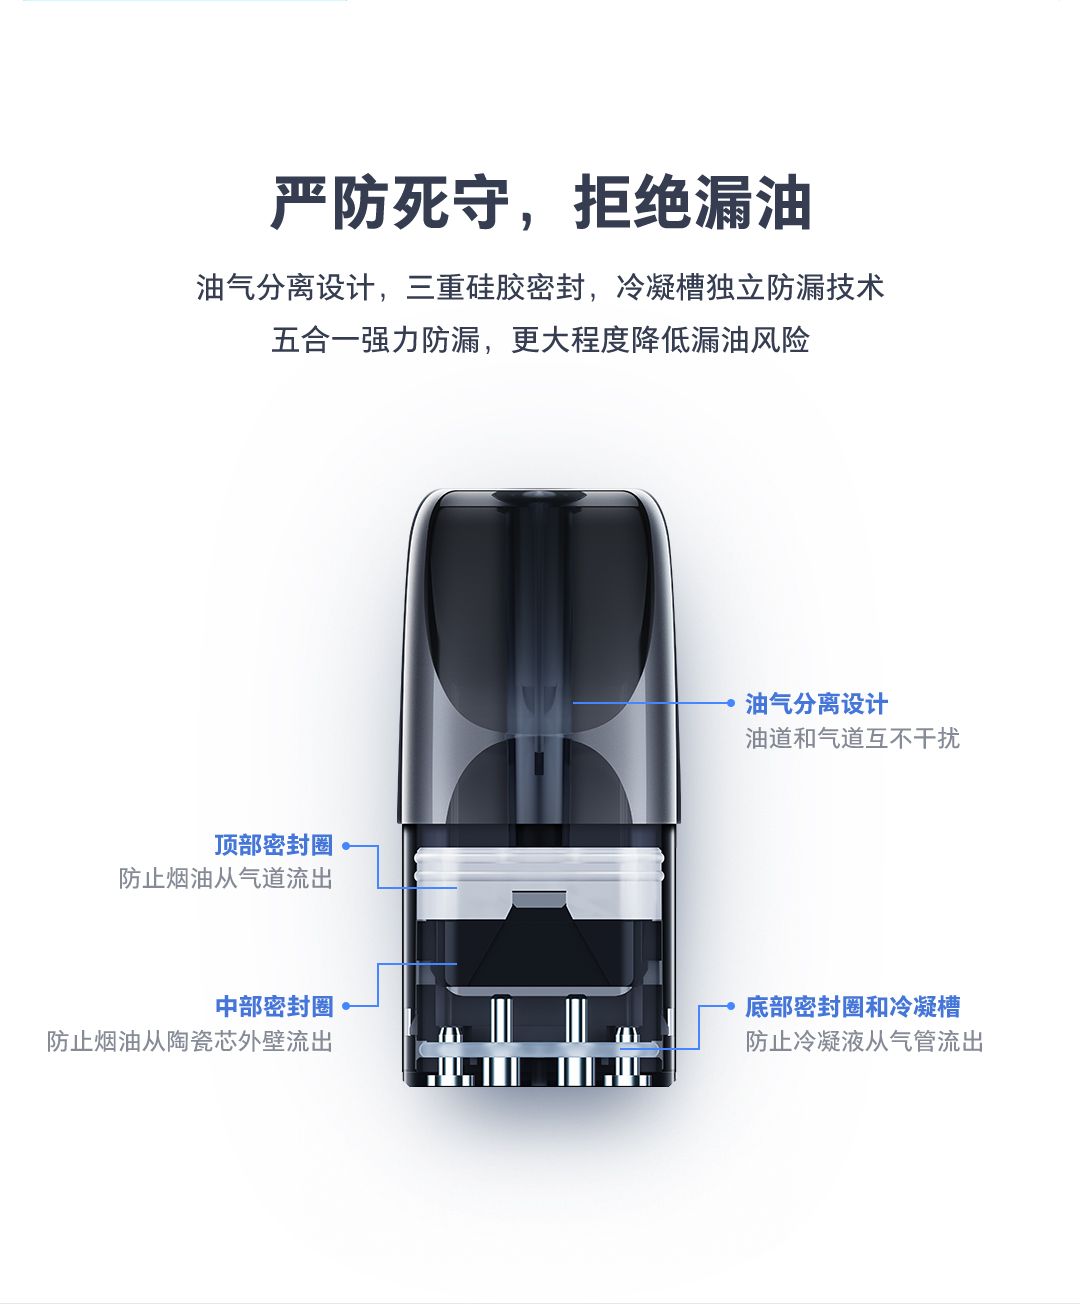 严防死守，拒绝漏油
油气分离设计，三重硅胶密封，冷凝槽独立防漏技术
五合一强力防漏，更大程度降低漏油风险
油气分离设计
油道和气道互不干扰
顶部密封圈
防止烟油从气道流出
中部密封圈
防止烟油从陶瓷芯外壁流出
底部密封圈和冷凝槽
防止冷凝液从气管流出